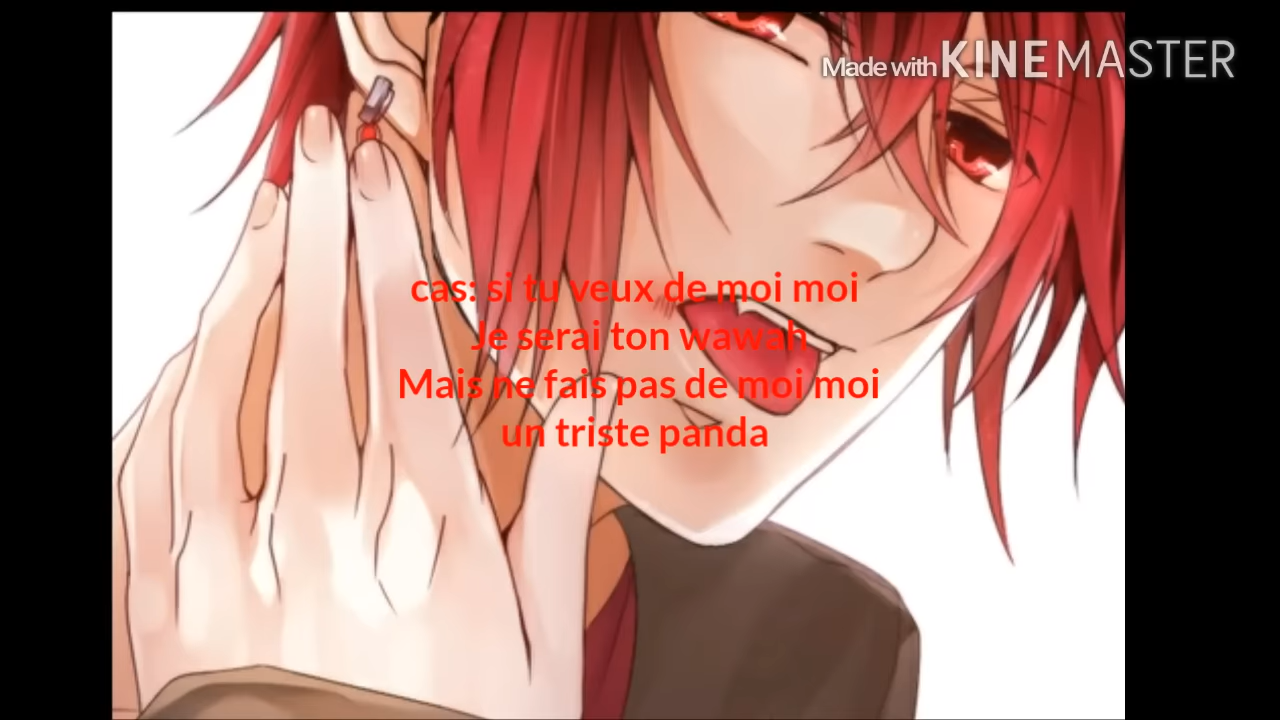 Made with KINEMASTER
cas: si tu veux de moi moi
Je serai ton wawah
Mais ne fais pas de moi moi
un triste panda